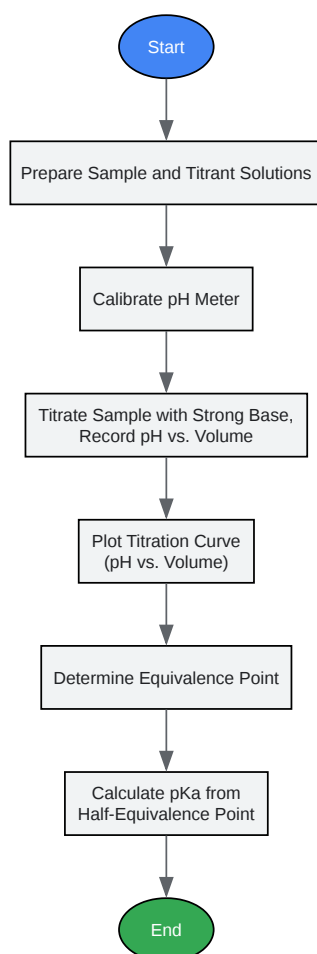 Start
Prepare Sample and Titrant Solutions
Calibrate pH Meter
Titrate Sample with Strong Base,
Record pH vs. Volume
Plot Titration Curve
(pH vs. Volume)
Determine Equivalence Point
Calculate pKa from
Half-Equivalence Point
End